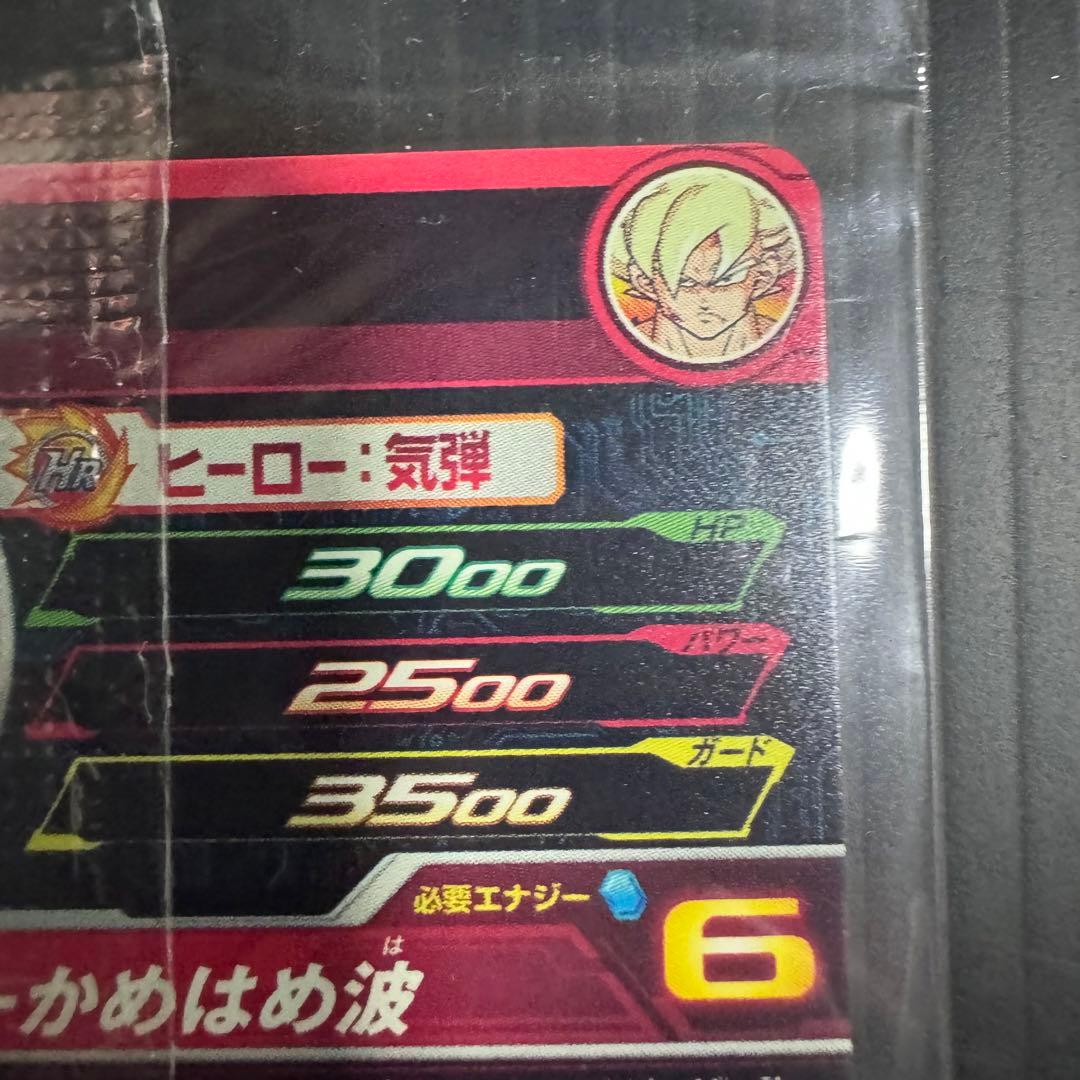 HR ヒーロー:気弾
HP
3000
パワー
2500
ガード
3500
必要エナジー 6
は
ーかめはめ波